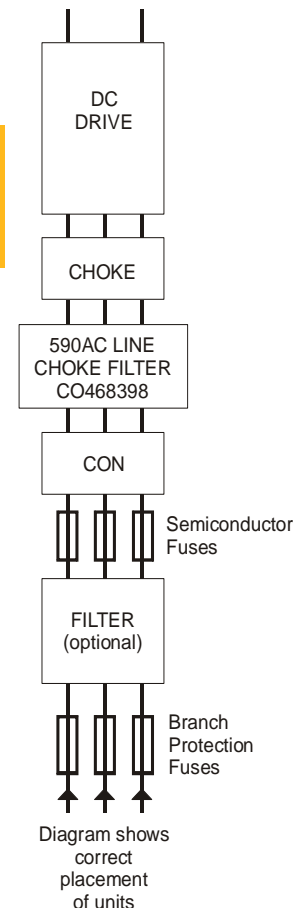 DC
DRIVE
CHOKE
590AC LINE
CHOKE FILTER
CO468398
CON
Semiconductor
Fuses
FILTER
(optional)
Branch
Protection
Fuses
Diagram shows
correct
placement
of units